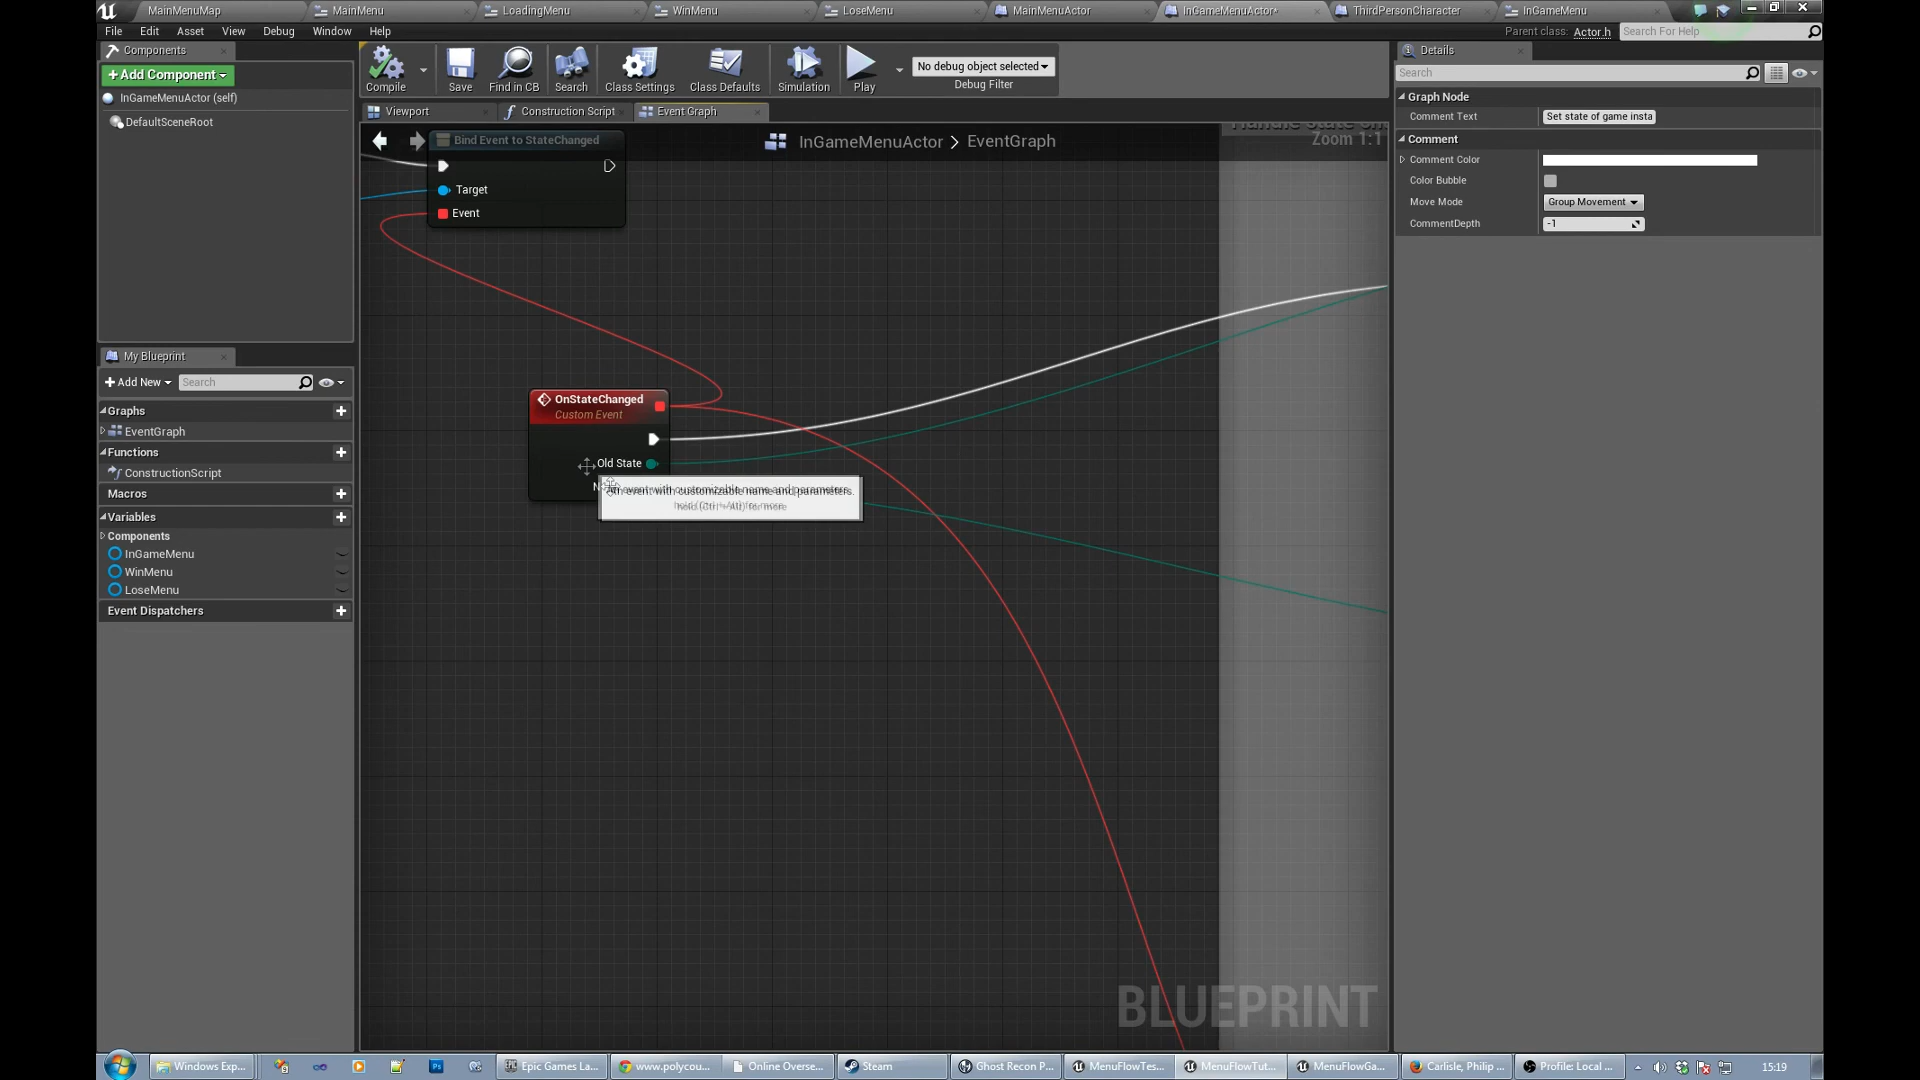 MainMenuMap
MainMenu
LoadingMenu
WinMenu
LoseMenu
MainMenuActor
InGameMenuActor*
ThirdPersonCharacter
InGameMenu
File Edit Asset View Debug Window Help
Parent class: Actor.h
Search For Help
Components
+Add Component
InGameMenuActor (self)
DefaultSceneRoot
Compile
Save
Find in CB
Search
Class Settings
Class Defaults
Simulation
Play
No debug object selected
Debug Filter
Viewport
Construction Script
Event Graph
InGameMenuActor > EventGraph
Zoom 1:1
Bind Event to StateChanged
Target
Event
OnStateChanged
Custom Event
Old State
An event with customizable name and parameters.
hold (Ctrl + Alt) for more
BLUEPRINT
My Blueprint
+Add New
Search
Graphs
EventGraph
Functions
ConstructionScript
Macros
Variables
Components
InGameMenu
WinMenu
LoseMenu
Event Dispatchers
Details
Search
Graph Node
Comment Text
Set state of game insta
Comment
Comment Color
Color Bubble
Move Mode
Group Movement
CommentDepth
-1
Windows Exp...
Epic Games La...
www.polycou...
Online Overse...
Steam
Ghost Recon P...
MenuFlowTes...
MenuFlowTut...
MenuFlowGa...
Carlisle, Philip ...
Profile: Local ...
15:19